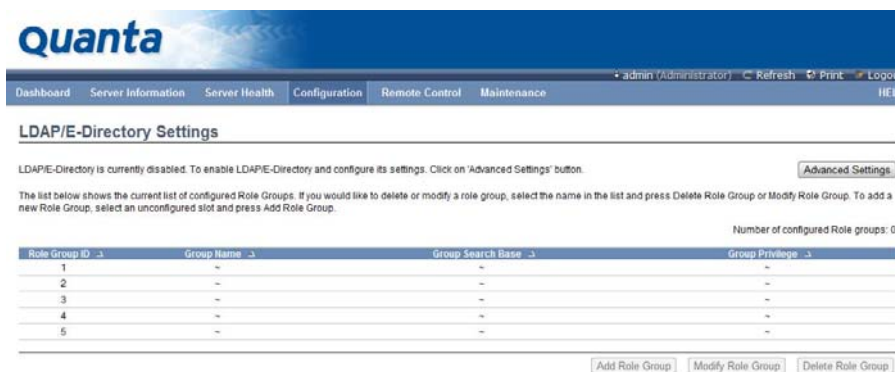 Quanta
admin (Administrator) Refresh Print Logou
Dashboard Server Information Server Health Configuration Remote Control Maintenance HEL
LDAP/E-Directory Settings
LDAP/E-Directory is currently disabled. To enable LDAP/E-Directory and configure its settings. Click on 'Advanced Settings' button. Advanced Settings
The list below shows the current list of configured Role Groups. If you would like to delete or modify a role group, select the name in the list and press Delete Role Group or Modify Role Group. To add a
new Role Group, select an unconfigured slot and press Add Role Group.
Number of configured Role groups: 0
Role Group ID Group Name Group Search Base Group Privilege
1 ~ ~ ~
2 ~ ~ ~
3 ~ ~ ~
4 ~ ~ ~
5 ~ ~ ~
Add Role Group Modify Role Group Delete Role Group